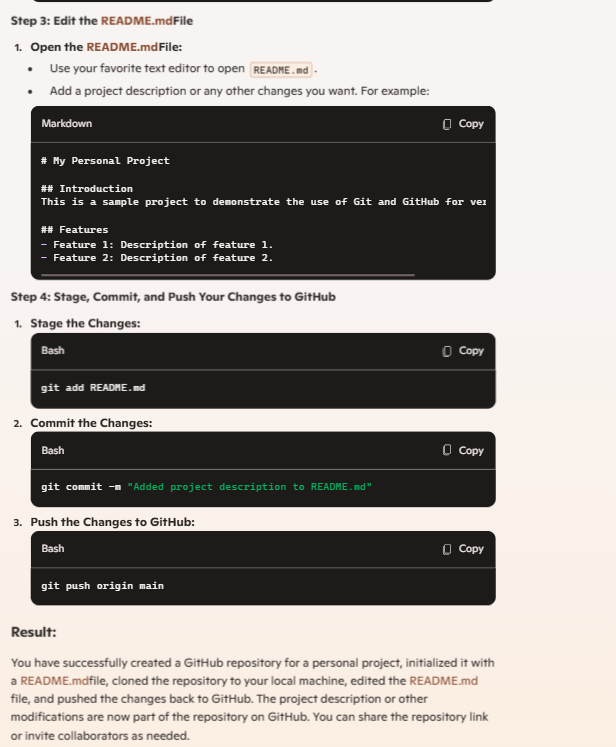 Step 3: Edit the README.mdFile
1. Open the README.mdFile:
• Use your favorite text editor to open README.md .
• Add a project description or any other changes you want. For example:
Markdown Copy
# My Personal Project
## Introduction
This is a sample project to demonstrate the use of Git and GitHub for ver
## Features
- Feature 1: Description of feature 1.
- Feature 2: Description of feature 2.
Step 4: Stage, Commit, and Push Your Changes to GitHub
1. Stage the Changes:
Bash Copy
git add README.md
2. Commit the Changes:
Bash Copy
git commit -m "Added project description to README.md"
3. Push the Changes to GitHub:
Bash Copy
git push origin main
Result:
You have successfully created a GitHub repository for a personal project, initialized it with
a README.mdfile, cloned the repository to your local machine, edited the README.md
file, and pushed the changes back to GitHub. The project description or other
modifications are now part of the repository on GitHub. You can share the repository link
or invite collaborators as needed.